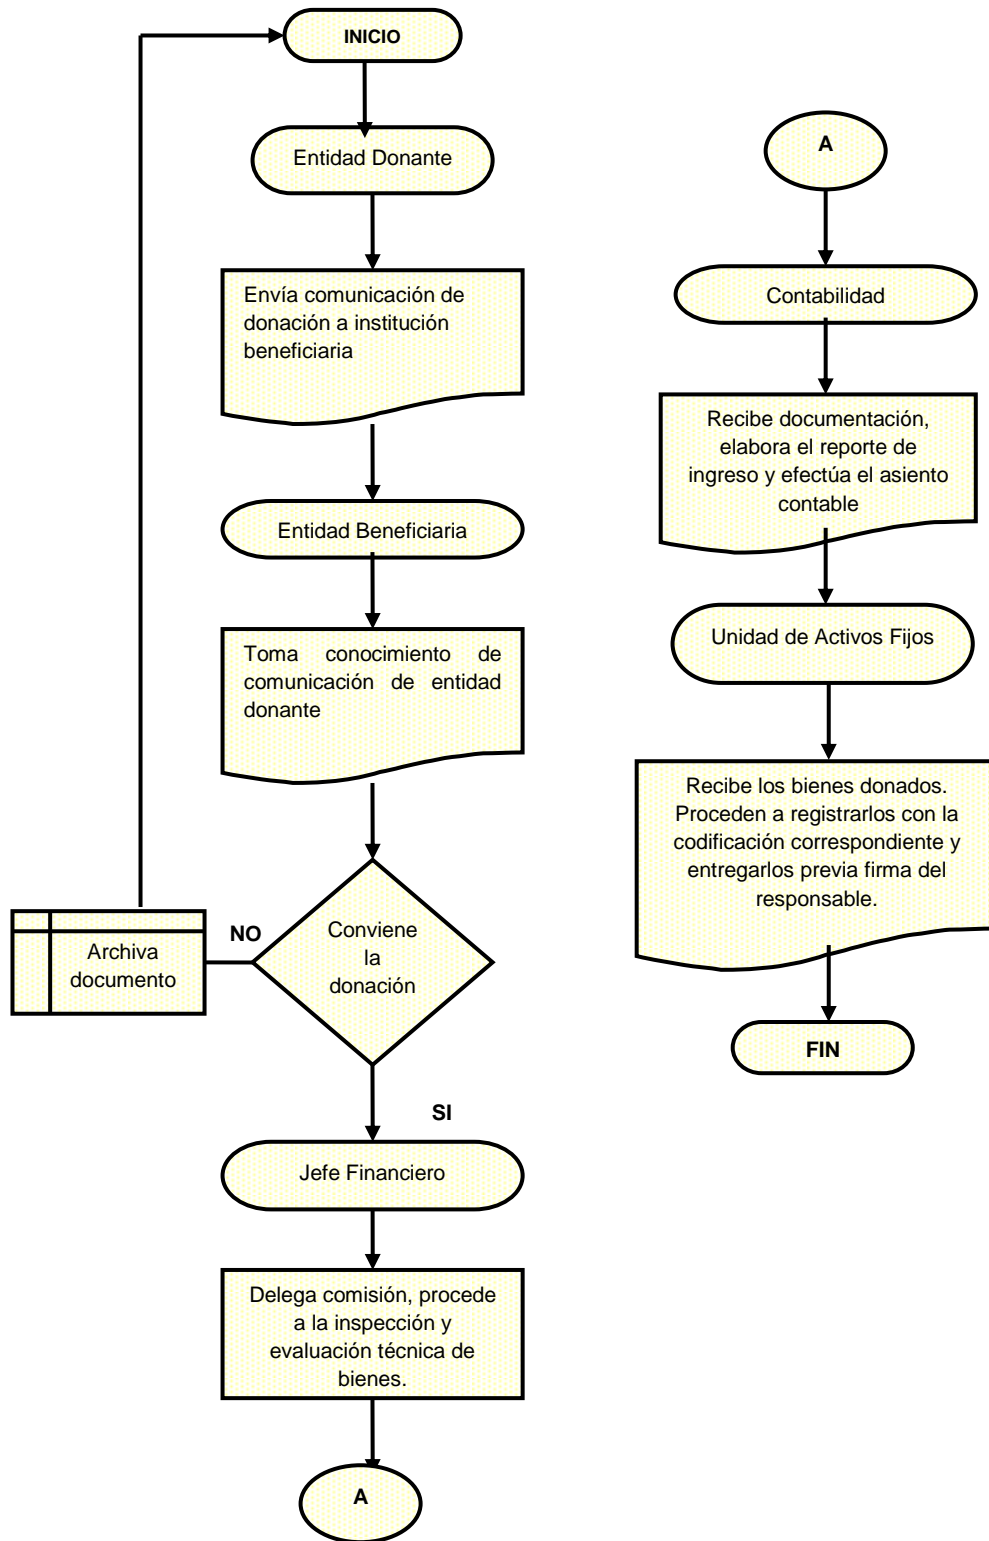 INICIO
Entidad Donante
Envía comunicación de
donación a institución
beneficiaria
Entidad Beneficiaria
Toma conocimiento de
comunicación de entidad
donante
Conviene
la
donación
NO
Archiva
documento
SI
Jefe Financiero
Delega comisión, procede
a la inspección y
evaluación técnica de
bienes.
A
A
Contabilidad
Recibe documentación,
elabora el reporte de
ingreso y efectúa el asiento
contable
Unidad de Activos Fijos
Recibe los bienes donados.
Proceden a registrarlos con la
codificación correspondiente y
entregarlos previa firma del
responsable.
FIN